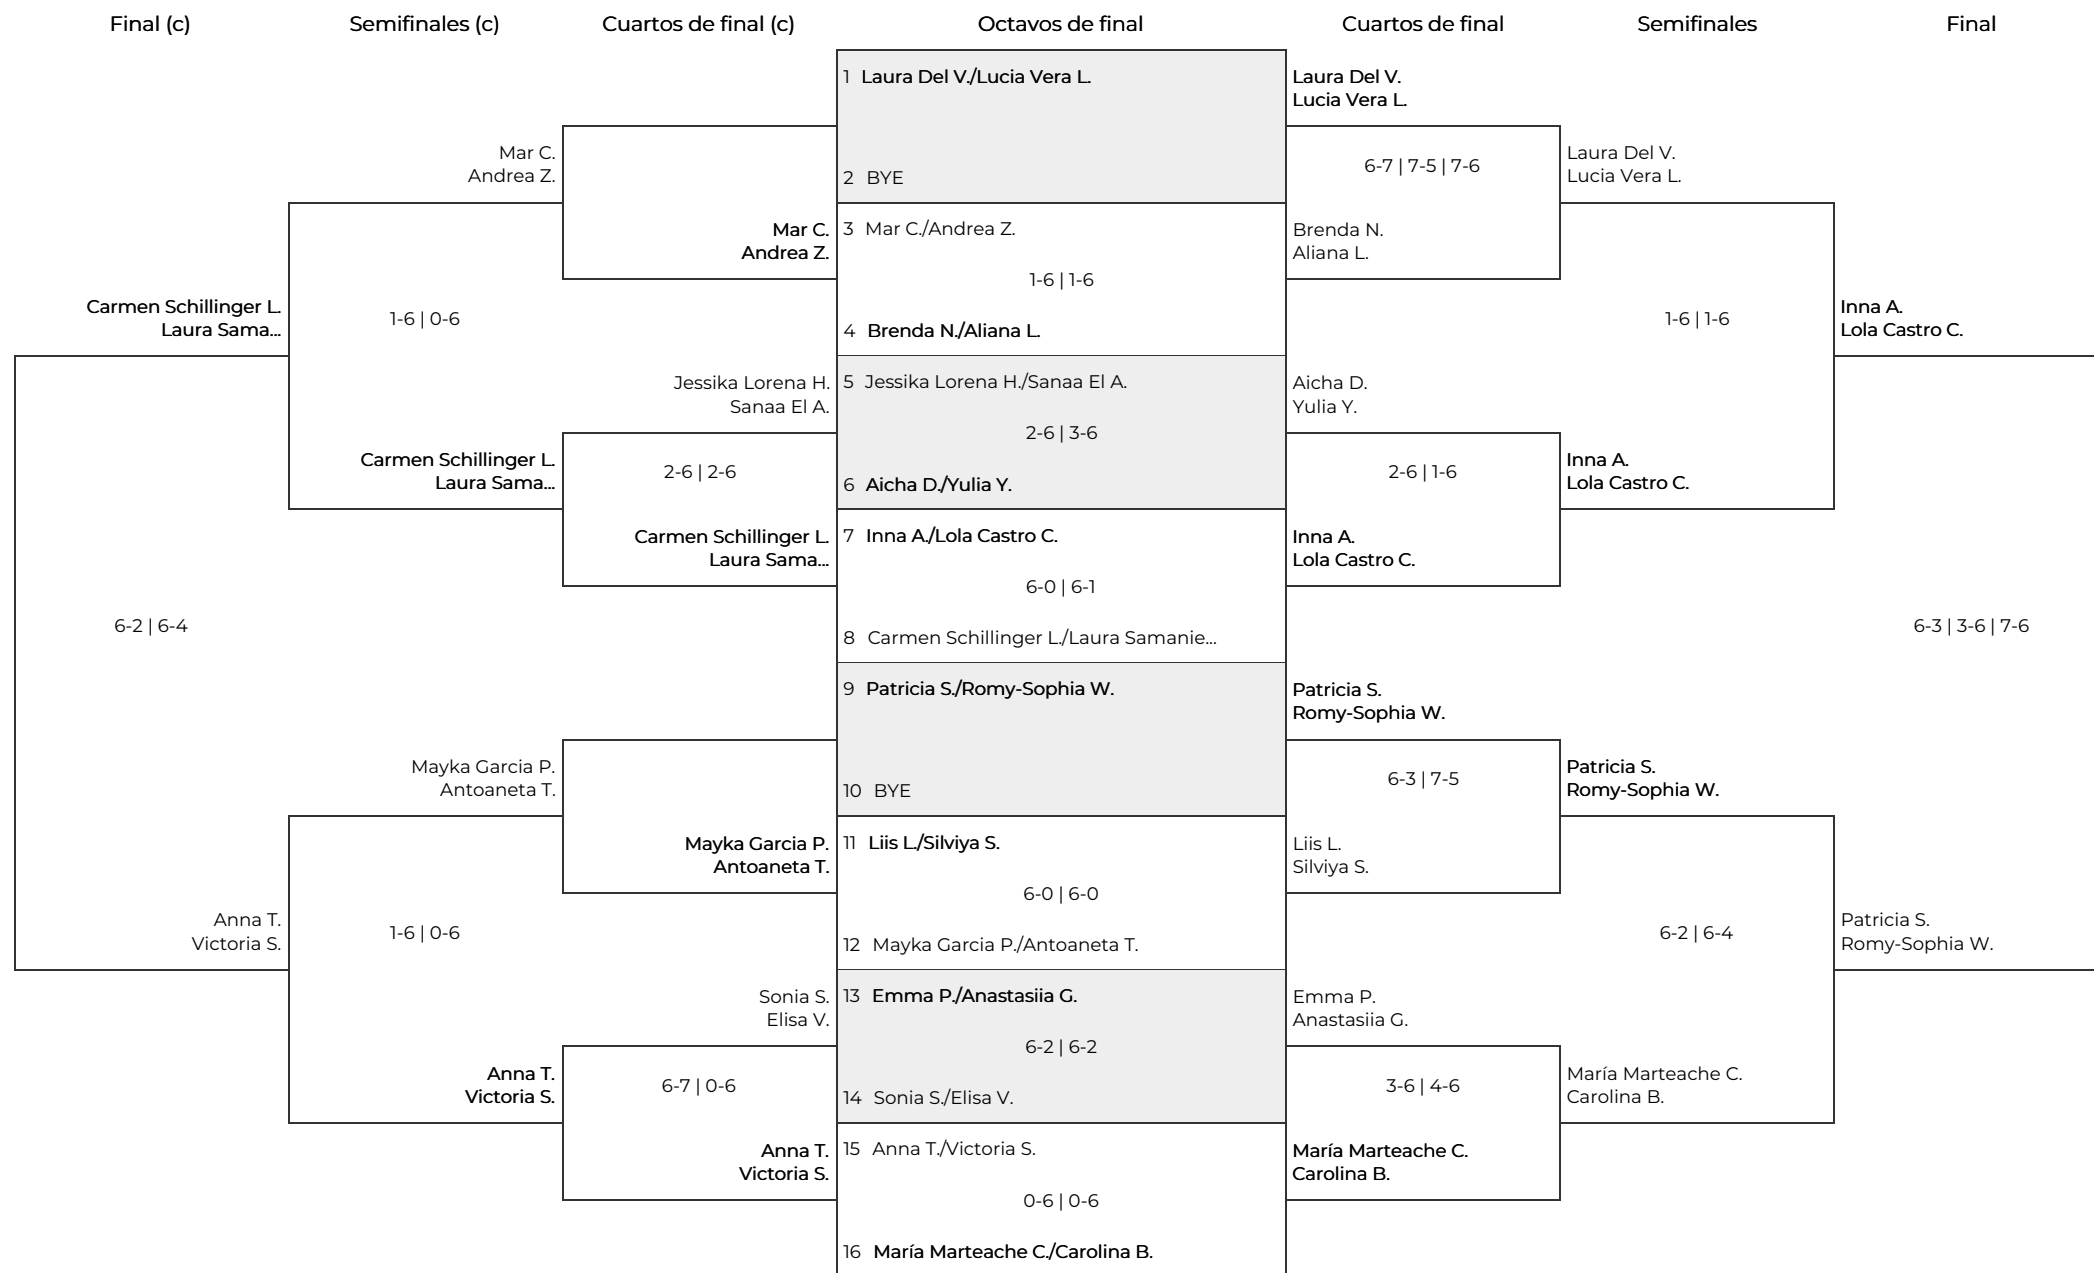 Final (c)
Semifinales (c)
Cuartos de final (c)
Octavos de final
Cuartos de final
Semifinales
Final
Carmen Schillinger L.
Laura Sama...
6-2 | 6-4
Anna T.
Victoria S.
Mar C.
Andrea Z.
1-6 | 0-6
Carmen Schillinger L.
Laura Sama...
Mayka Garcia P.
Antoaneta T.
1-6 | 0-6
Anna T.
Victoria S.
Mar C.
Andrea Z.
Jessika Lorena H.
Sanaa El A.
2-6 | 2-6
Carmen Schillinger L.
Laura Sama...
Mayka Garcia P.
Antoaneta T.
Sonia S.
Elisa V.
6-7 | 0-6
Anna T.
Victoria S.
1 Laura Del V./Lucia Vera L.
2 BYE
3 Mar C./Andrea Z.
1-6 | 1-6
4 Brenda N./Aliana L.
5 Jessika Lorena H./Sanaa El A.
2-6 | 3-6
6 Aicha D./Yulia Y.
7 Inna A./Lola Castro C.
6-0 | 6-1
8 Carmen Schillinger L./Laura Samanie...
9 Patricia S./Romy-Sophia W.
10 BYE
11 Liis L./Silviya S.
6-0 | 6-0
12 Mayka Garcia P./Antoaneta T.
13 Emma P./Anastasiia G.
6-2 | 6-2
14 Sonia S./Elisa V.
15 Anna T./Victoria S.
0-6 | 0-6
16 María Marteache C./Carolina B.
Laura Del V.
Lucia Vera L.
6-7 | 7-5 | 7-6
Brenda N.
Aliana L.
Aicha D.
Yulia Y.
2-6 | 1-6
Inna A.
Lola Castro C.
Patricia S.
Romy-Sophia W.
6-3 | 7-5
Liis L.
Silviya S.
Emma P.
Anastasiia G.
3-6 | 4-6
María Marteache C.
Carolina B.
Laura Del V.
Lucia Vera L.
1-6 | 1-6
Inna A.
Lola Castro C.
Patricia S.
Romy-Sophia W.
6-2 | 6-4
María Marteache C.
Carolina B.
Inna A.
Lola Castro C.
6-3 | 3-6 | 7-6
Patricia S.
Romy-Sophia W.